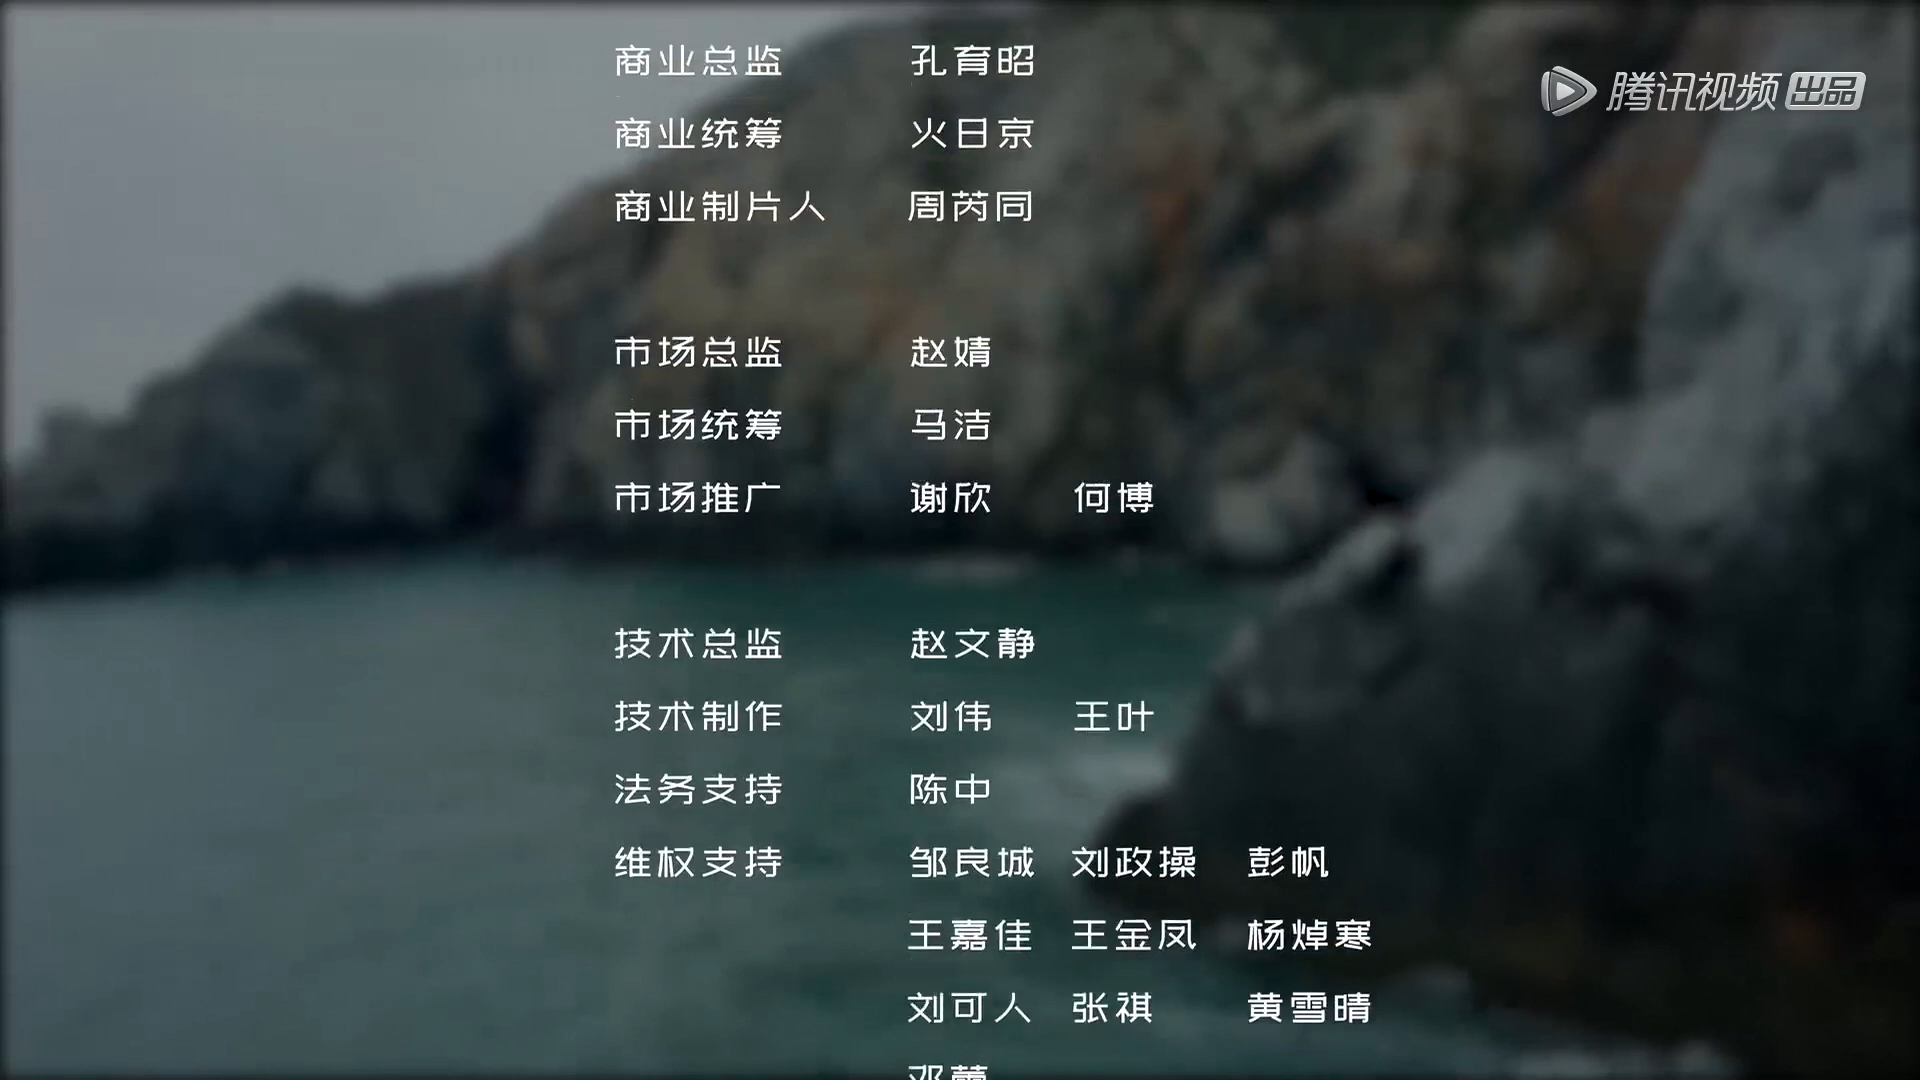 商业总监 孔育昭
腾讯视频 出品
商业统筹 火日京
商业制片人 周芮同
市场总监 赵婧
市场统筹 马洁
市场推广 谢欣 何博
技术总监 赵文静
技术制作 刘伟 王叶
法务支持 陈中
维权支持 邹良城 刘政操 彭帆
王嘉佳 王金凤 杨焯寒
刘可人 张祺 黄雪晴